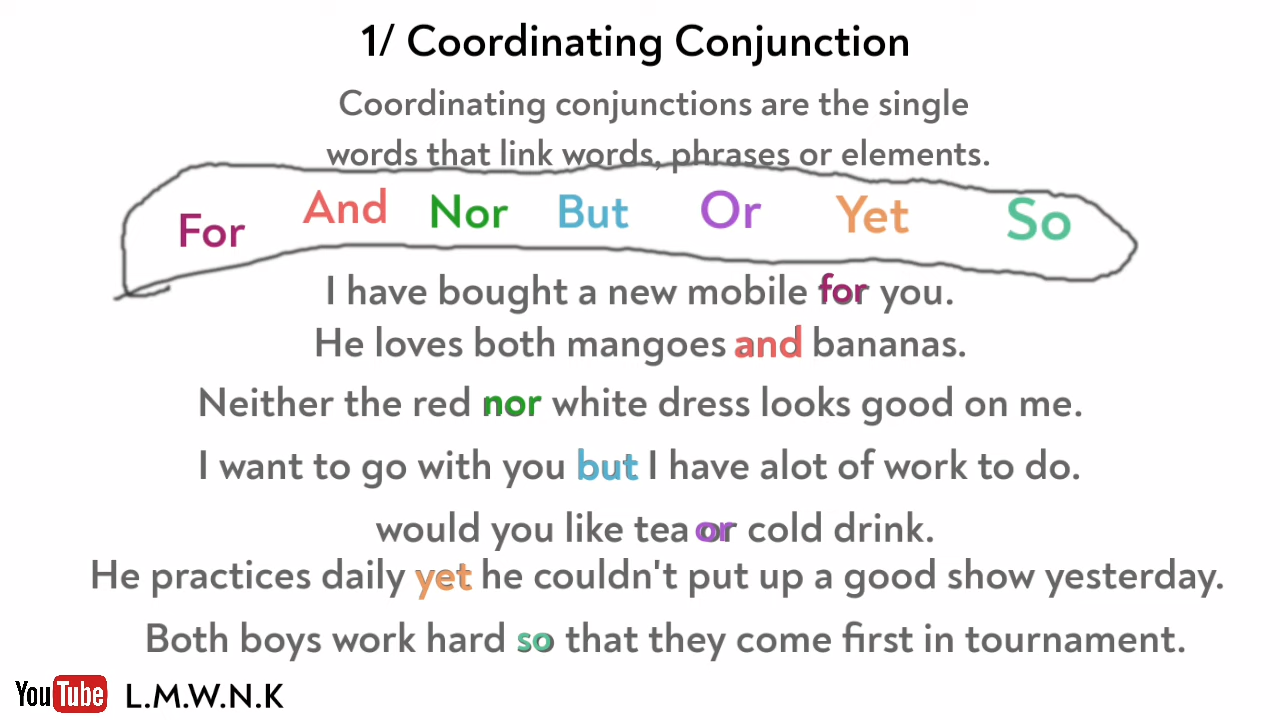 1/ Coordinating Conjunction
Coordinating conjunctions are the single
words that link words, phrases or elements.
For And Nor But Or Yet So
I have bought a new mobile for you.
He loves both mangoes and bananas.
Neither the red nor white dress looks good on me.
I want to go with you but I have alot of work to do.
would you like tea or cold drink.
He practices daily yet he couldn't put up a good show yesterday.
Both boys work hard so that they come first in tournament.
YouTube L.M.W.N.K